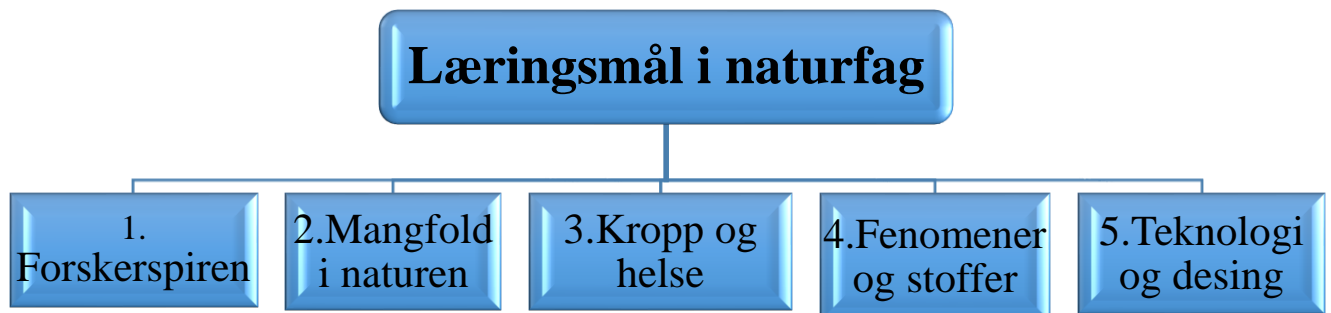 Læringsmål i naturfag
1.
Forskerspiren
2.Mangfold
i naturen
3.Kropp og
helse
4.Fenomener
og stoffer
5.Teknologi
og desing